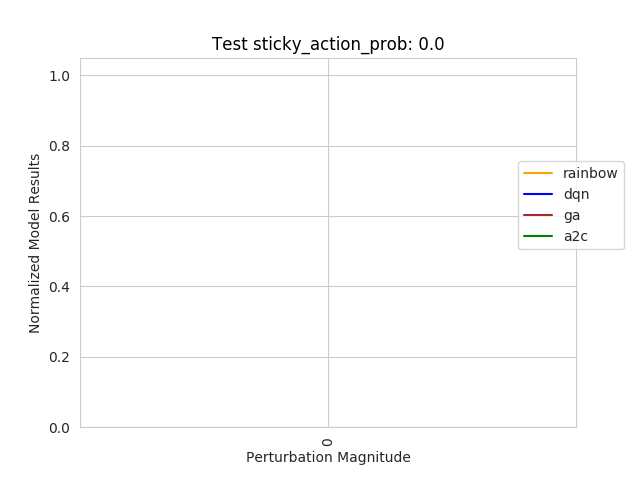 Test sticky_action_prob: 0.0
Normalized Model Results
1.0
0.8
0.6
0.4
0.2
0.0
rainbow
dqn
ga
a2c
0
Perturbation Magnitude